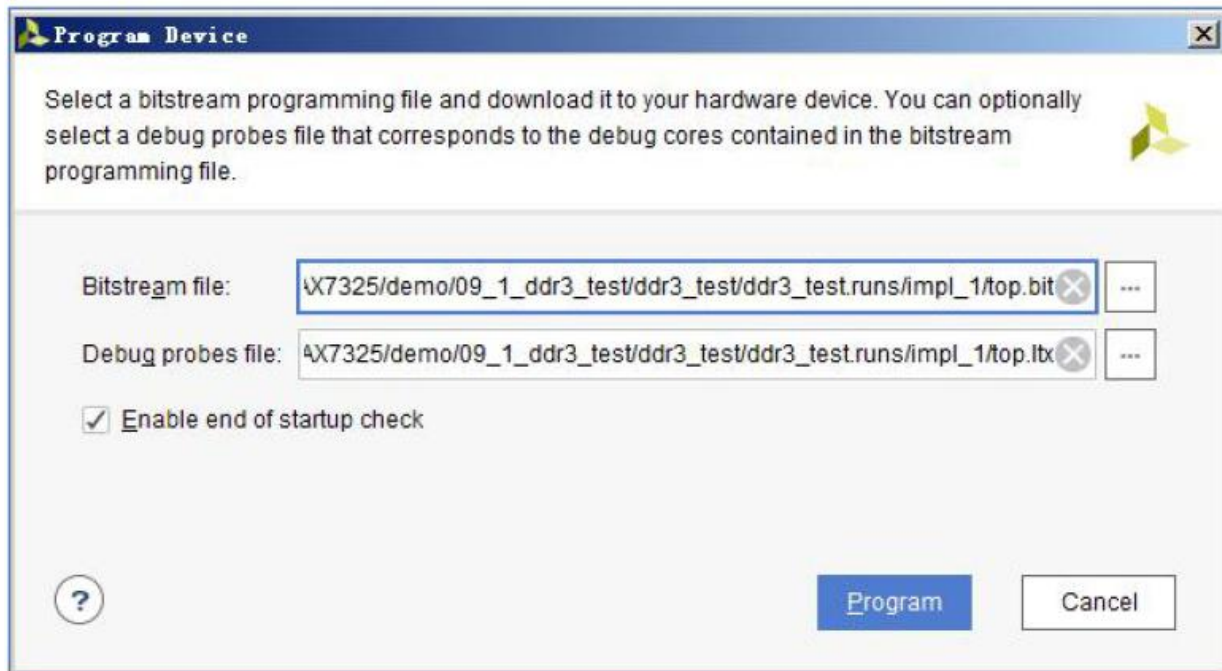 Program Device
Select a bitstream programming file and download it to your hardware device. You can optionally
select a debug probes file that corresponds to the debug cores contained in the bitstream
programming file.
Bitstream file: AX7325/demo/09_1_ddr3_test/ddr3_test/ddr3_test.runs/impl_1/top.bit ...
Debug probes file: AX7325/demo/09_1_ddr3_test/ddr3_test/ddr3_test.runs/impl_1/top.ltx ...
Enable end of startup check
?
Program Cancel